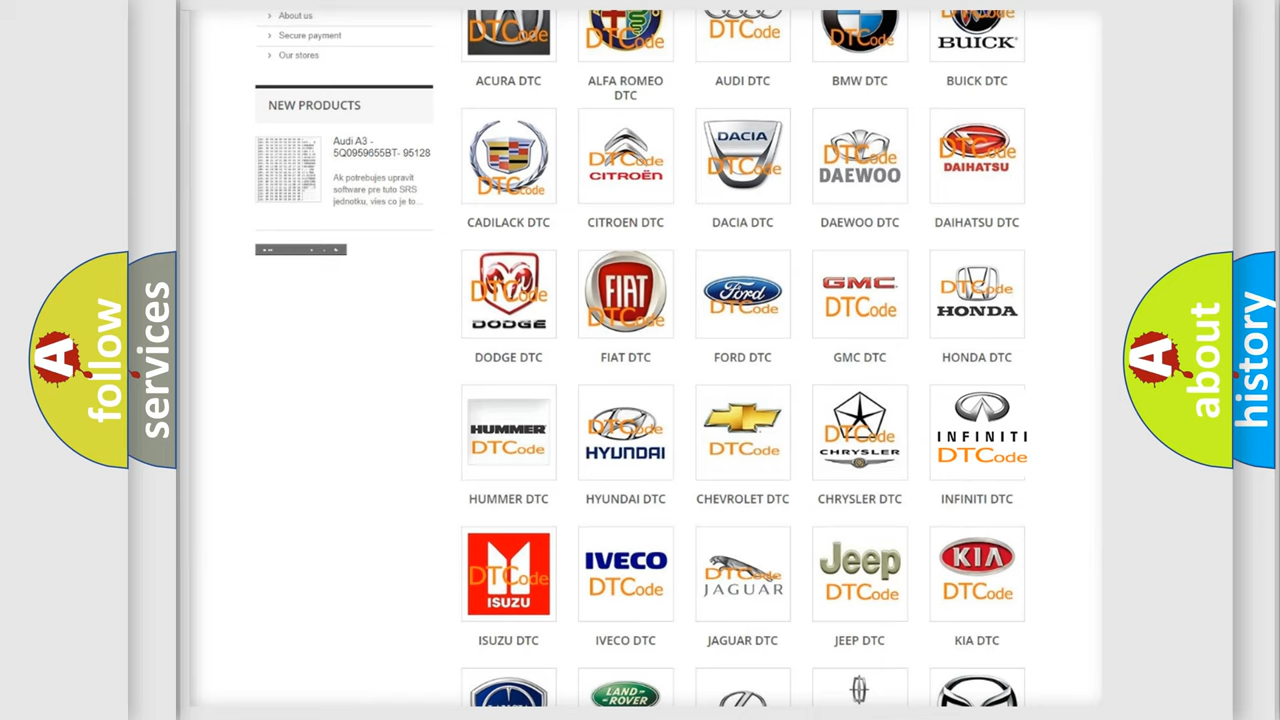 About us
Secure payment
Our stores
NEW PRODUCTS
Audi A3 -
5Q0959655BT- 95128
Ak potrebujes upravit
software pre tuto SRS
jednotku, vies co je to...
DTCode
DTCode
DTCode
DTCode
BUICK
ACURA DTC
ALFA ROMEO
DTC
AUDI DTC
BMW DTC
BUICK DTC
DTCode
DTCode
CITROËN
DACIA
DTCode
DTCode
DAEWOO
DTCode
DAIHATSU
CADILACK DTC
CITROEN DTC
DACIA DTC
DAEWOO DTC
DAIHATSU DTC
DTCode
DODGE
FIAT
DTCode
Ford
DTCode
GMC
DTCode
DTCode
HONDA
DODGE DTC
FIAT DTC
FORD DTC
GMC DTC
HONDA DTC
HUMMER
DTCode
DTCode
HYUNDAI
DTCode
DTCode
CHRYSLER
INFINITI
DTCode
HUMMER DTC
HYUNDAI DTC
CHEVROLET DTC
CHRYSLER DTC
INFINITI DTC
DTCode
ISUZU
IVECO
DTCode
DTCode
JAGUAR
Jeep
DTCode
KIA
DTCode
ISUZU DTC
IVECO DTC
JAGUAR DTC
JEEP DTC
KIA DTC
LAND-
ROVER
A
follow
services
A
about
history